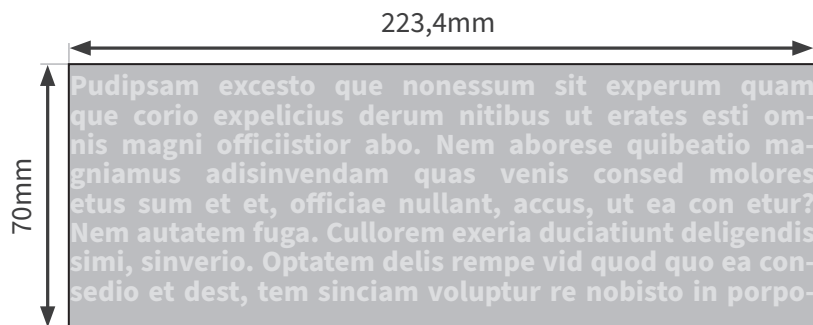 223,4mm
70mm
Pudipsam excesto que nonessum sit experum quam
que corio expelicius derum nitibus ut erates esti om-
nis magni officiistior abo. Nem aborese quibeatio ma-
gniamus adisinvendam quas venis consed molores
etus sum et et, officiae nullant, accus, ut ea con etur?
Nem autatem fuga. Cullorem exeria duciatiunt deligendis
simi, sinverio. Optatem delis rempe vid quod quo ea con-
sedio et dest, tem sinciam voluptur re nobisto in porpo-